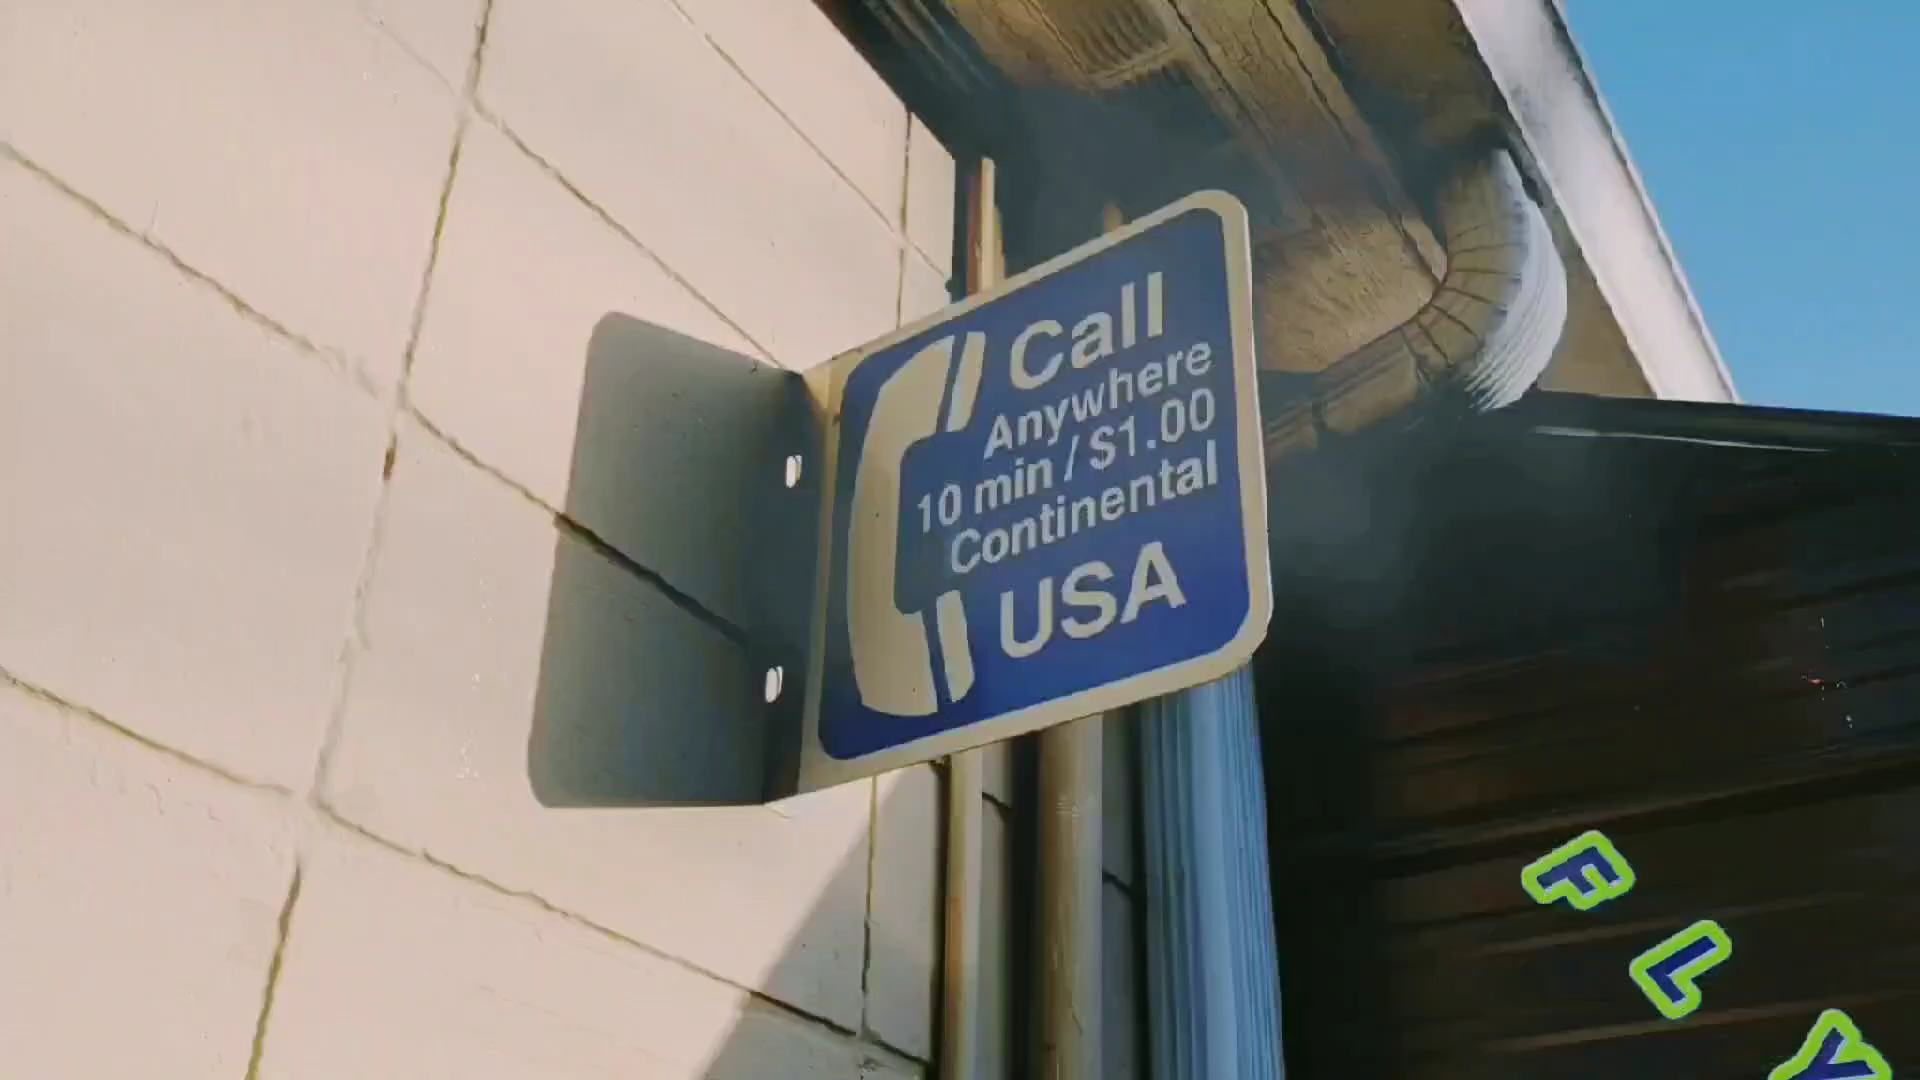 Call
Anywhere
10 min / $1.00
Continental
USA
FLY